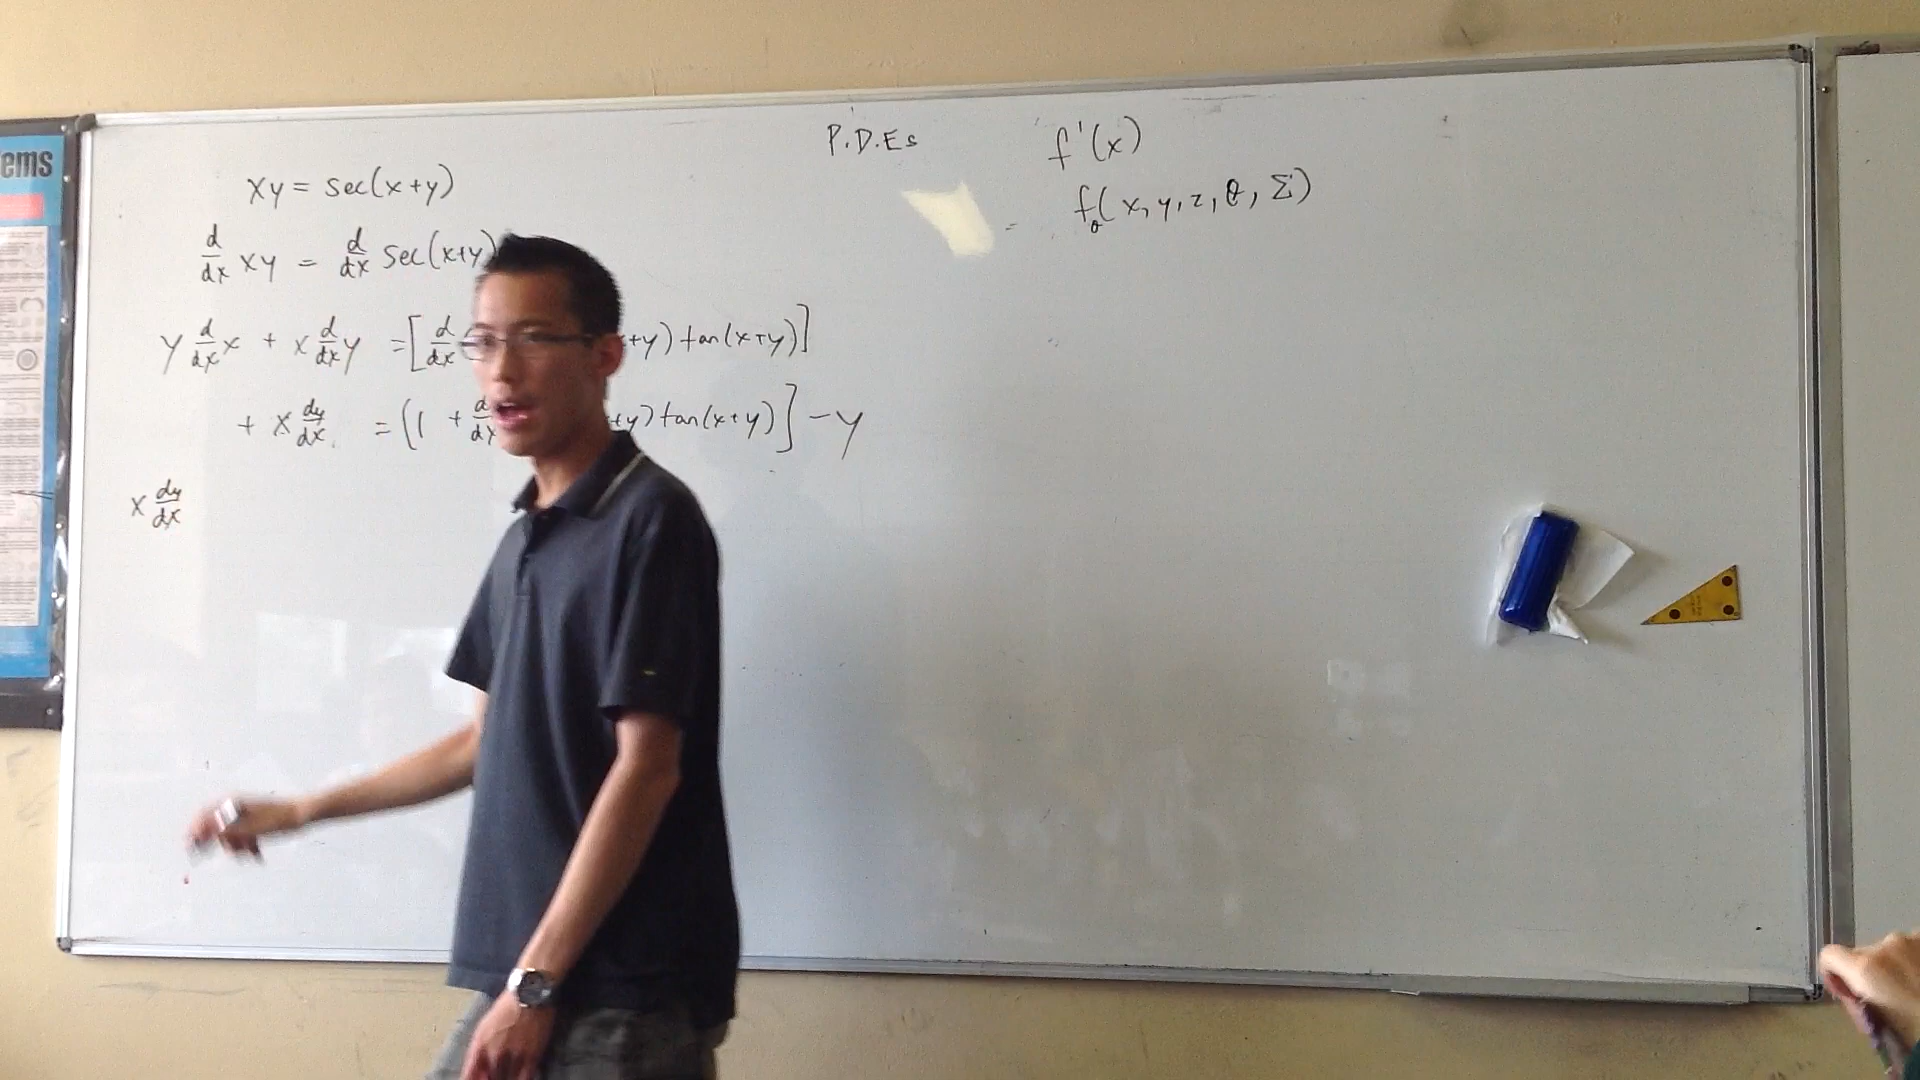 ems
P.D.Es
f'(x)
f_θ(x, y, z, θ, Σ)
xy = sec(x+y)
d/dx xy = d/dx sec(x+y)
y d/dx x + x d/dx y = [d/dx +y) tan(x+y)]
+ x dy/dx = (1 + d/dx +y) tan(x+y)] - y
x dy/dx